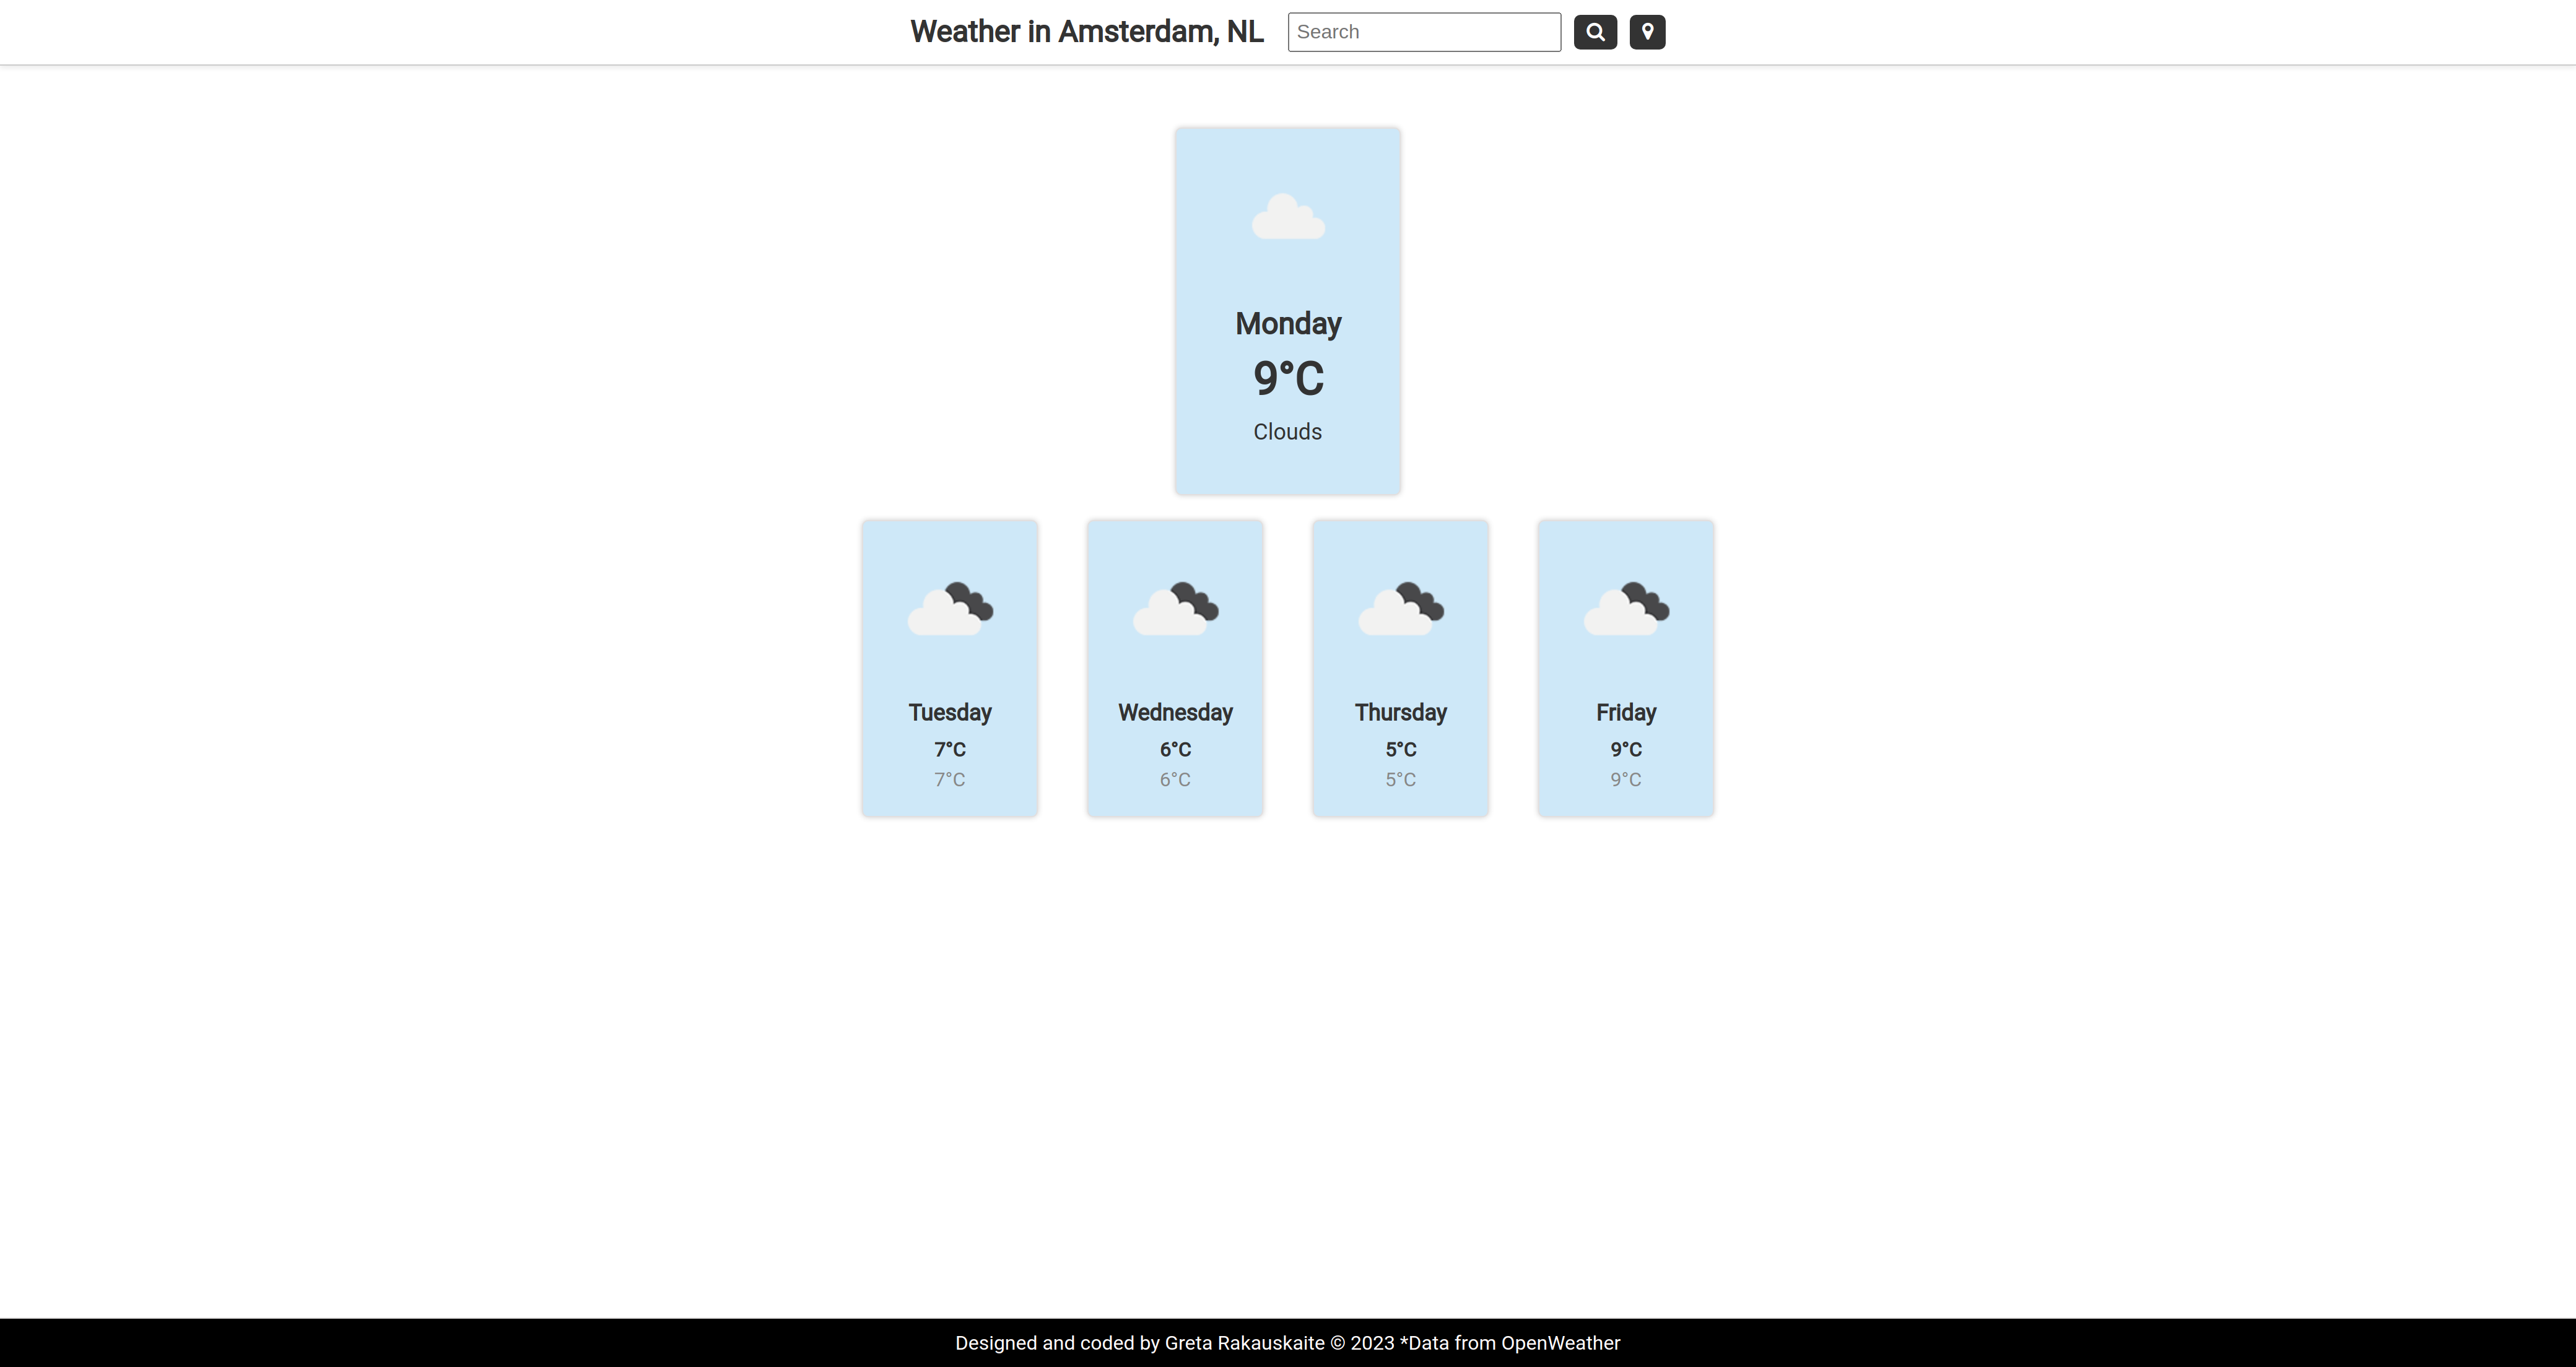 Weather in Amsterdam, NL
Search
Monday
9°C
Clouds
Tuesday
7°C
7°C
Wednesday
6°C
6°C
Thursday
5°C
5°C
Friday
9°C
9°C
Designed and coded by Greta Rakauskaite © 2023 *Data from OpenWeather